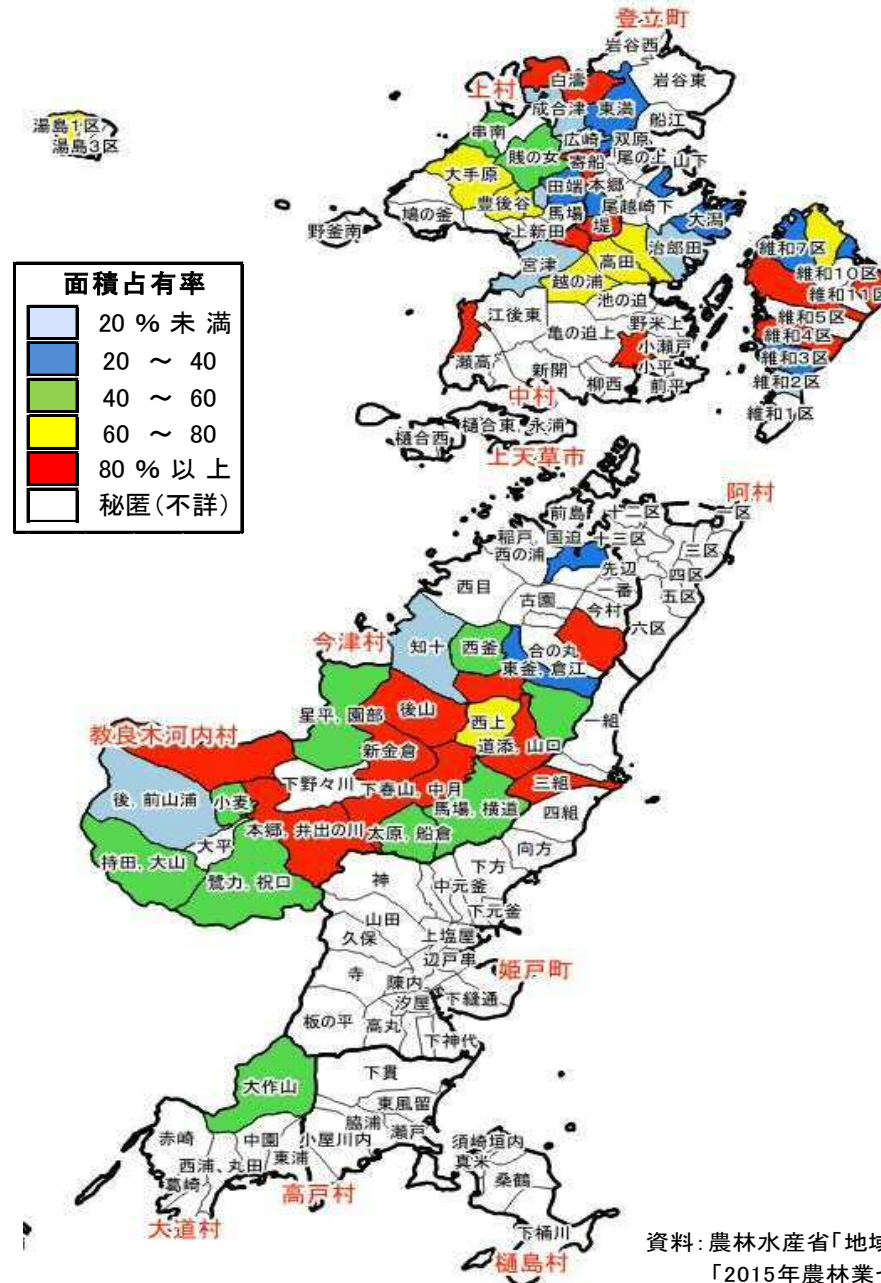 登立町
岩谷西
白濤
岩谷東
上村
成合津
東満
船江
湯島1区
湯島3区
串南
広崎
双原
賎の女
寄船
尾の上
山下
大手原
田端
本郷
豊後谷
馬場
尾越崎下
大潟
鳩の釜
上新田
堤
治郎田
野釜南
維和7区
宮津
高田
維和10区
越の浦
維和11区
池の迫
江後東
野米上
維和5区
亀の迫上
維和4区
小瀬戸
維和3区
瀬高
新開
小平
柳西
前平
維和2区
中村
維和1区
樋合東, 永浦
樋合西
上天草市
面積占有率
20%未満
20 ～ 40
40 ～ 60
60 ～ 80
80%以上
秘匿(不詳)
阿村
前島
十二区
一区
稲戸, 国迫
十三区
西の浦
三区
先辺
四区
西目
一番
古園
五区
今村
六区
今津村
知十
西釜
合の丸
東釜, 倉江
星平, 園部
後山
西上
一組
教良木河内村
新金倉
道添, 山口
下野々川
下春山, 中月
三組
後, 前山浦
小麦
馬場, 横道
四組
本郷, 井出の川
太原, 船倉
大平
向方
持田, 大山
下方
鷺力, 祝口
神
中元釜
下元釜
山田
久保
上塩屋
辺戸串
姫戸町
寺
陳内
汐屋
下縫通
板の平
高丸
下神代
下貫
大作山
東風留
脇浦
赤崎
中園
小屋川内
瀬戸
須崎垣内
西浦、丸田
東浦
真米
葛崎
桑鶴
高戸村
大道村
下桶川
樋島村
資料:農林水産省「地域
「2015年農林業